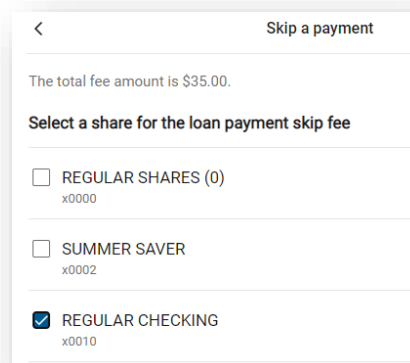 Skip a payment
The total fee amount is $35.00.
Select a share for the loan payment skip fee
REGULAR SHARES (0)
x0000
SUMMER SAVER
x0002
REGULAR CHECKING
x0010